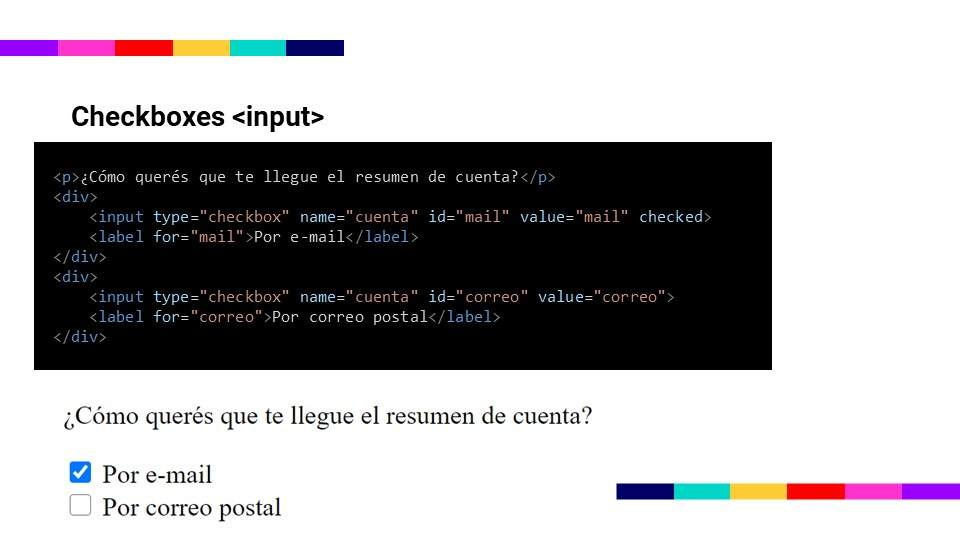 Checkboxes <input>
<p>¿Cómo querés que te llegue el resumen de cuenta?</p>
<div>
    <input type="checkbox" name="cuenta" id="mail" value="mail" checked>
    <label for="mail">Por e-mail</label>
</div>
<div>
    <input type="checkbox" name="cuenta" id="correo" value="correo">
    <label for="correo">Por correo postal</label>
</div>
¿Cómo querés que te llegue el resumen de cuenta?
Por e-mail
Por correo postal